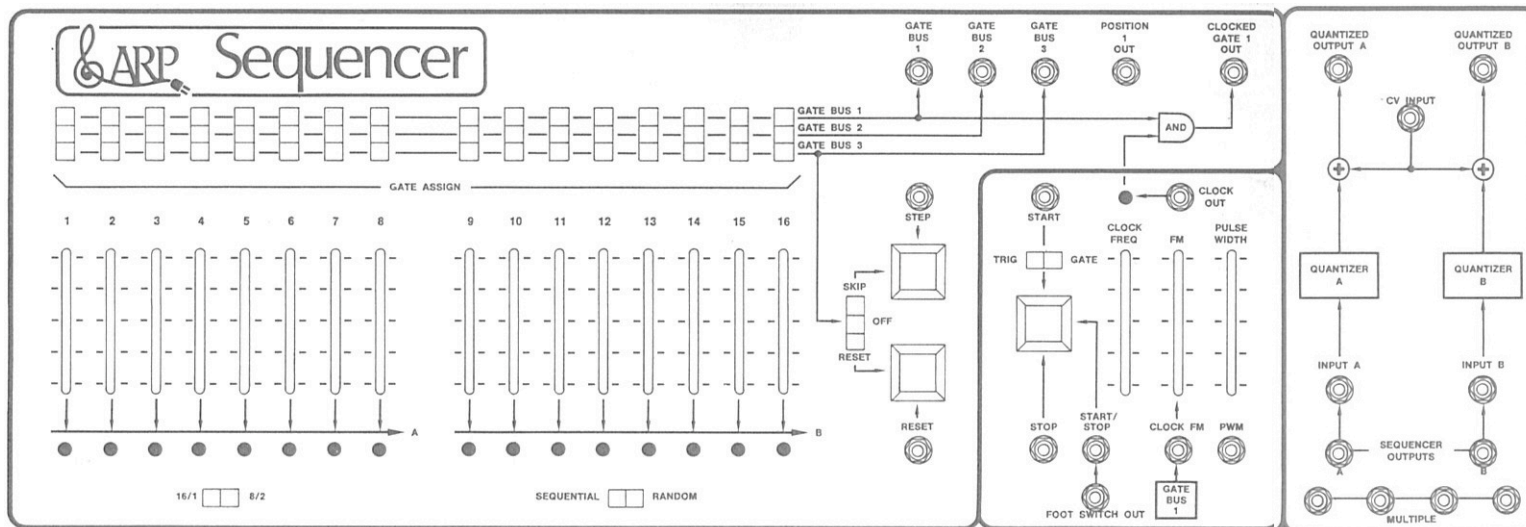 ARP Sequencer
GATE BUS 1
GATE BUS 2
GATE BUS 3
POSITION 1 OUT
CLOCKED GATE 1 OUT
QUANTIZED OUTPUT A
QUANTIZED OUTPUT B
CV INPUT
GATE BUS 1
GATE BUS 2
GATE BUS 3
AND
GATE ASSIGN
1 2 3 4 5 6 7 8 9 10 11 12 13 14 15 16
STEP
START
CLOCK OUT
CLOCK FREQ
FM
PULSE WIDTH
TRIG GATE
QUANTIZER A
QUANTIZER B
SKIP
OFF
RESET
INPUT A
INPUT B
A
B
RESET
STOP
START/ STOP
CLOCK FM
PWM
SEQUENCER OUTPUTS
A
B
16/1 8/2
SEQUENTIAL RANDOM
GATE BUS 1
FOOT SWITCH OUT
MULTIPLE